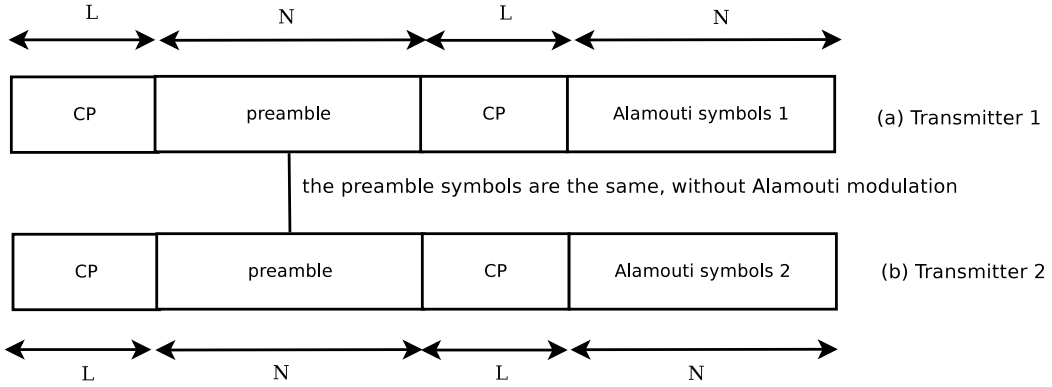 L N L N
CP preamble CP Alamouti symbols 1 (a) Transmitter 1
the preamble symbols are the same, without Alamouti modulation
CP preamble CP Alamouti symbols 2 (b) Transmitter 2
L N L N